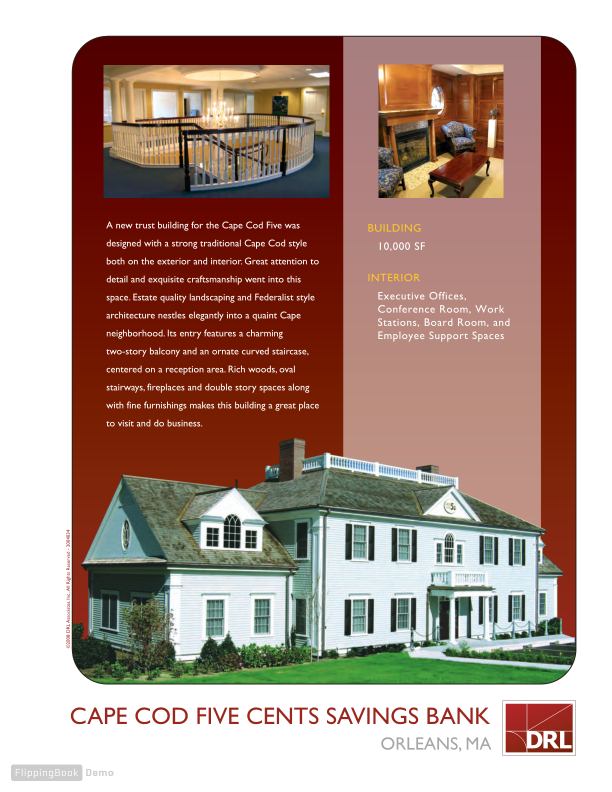 A new trust building for the Cape Cod Five was
designed with a strong traditional Cape Cod style
both on the exterior and interior. Great attention to
detail and exquisite craftsmanship went into this
space. Estate quality landscaping and Federalist style
architecture nestles elegantly into a quaint Cape
neighborhood. Its entry features a charming
two-story balcony and an ornate curved staircase,
centered on a reception area. Rich woods, oval
stairways, fireplaces and double story spaces along
with fine furnishings makes this building a great place
to visit and do business.
BUILDING
10,000 SF
INTERIOR
Executive Offices,
Conference Room, Work
Stations, Board Room, and
Employee Support Spaces
©2008 DRL Associates, Inc. All Rights Reserved - 2004024
CAPE COD FIVE CENTS SAVINGS BANK
ORLEANS, MA
DRL
FlippingBook Demo